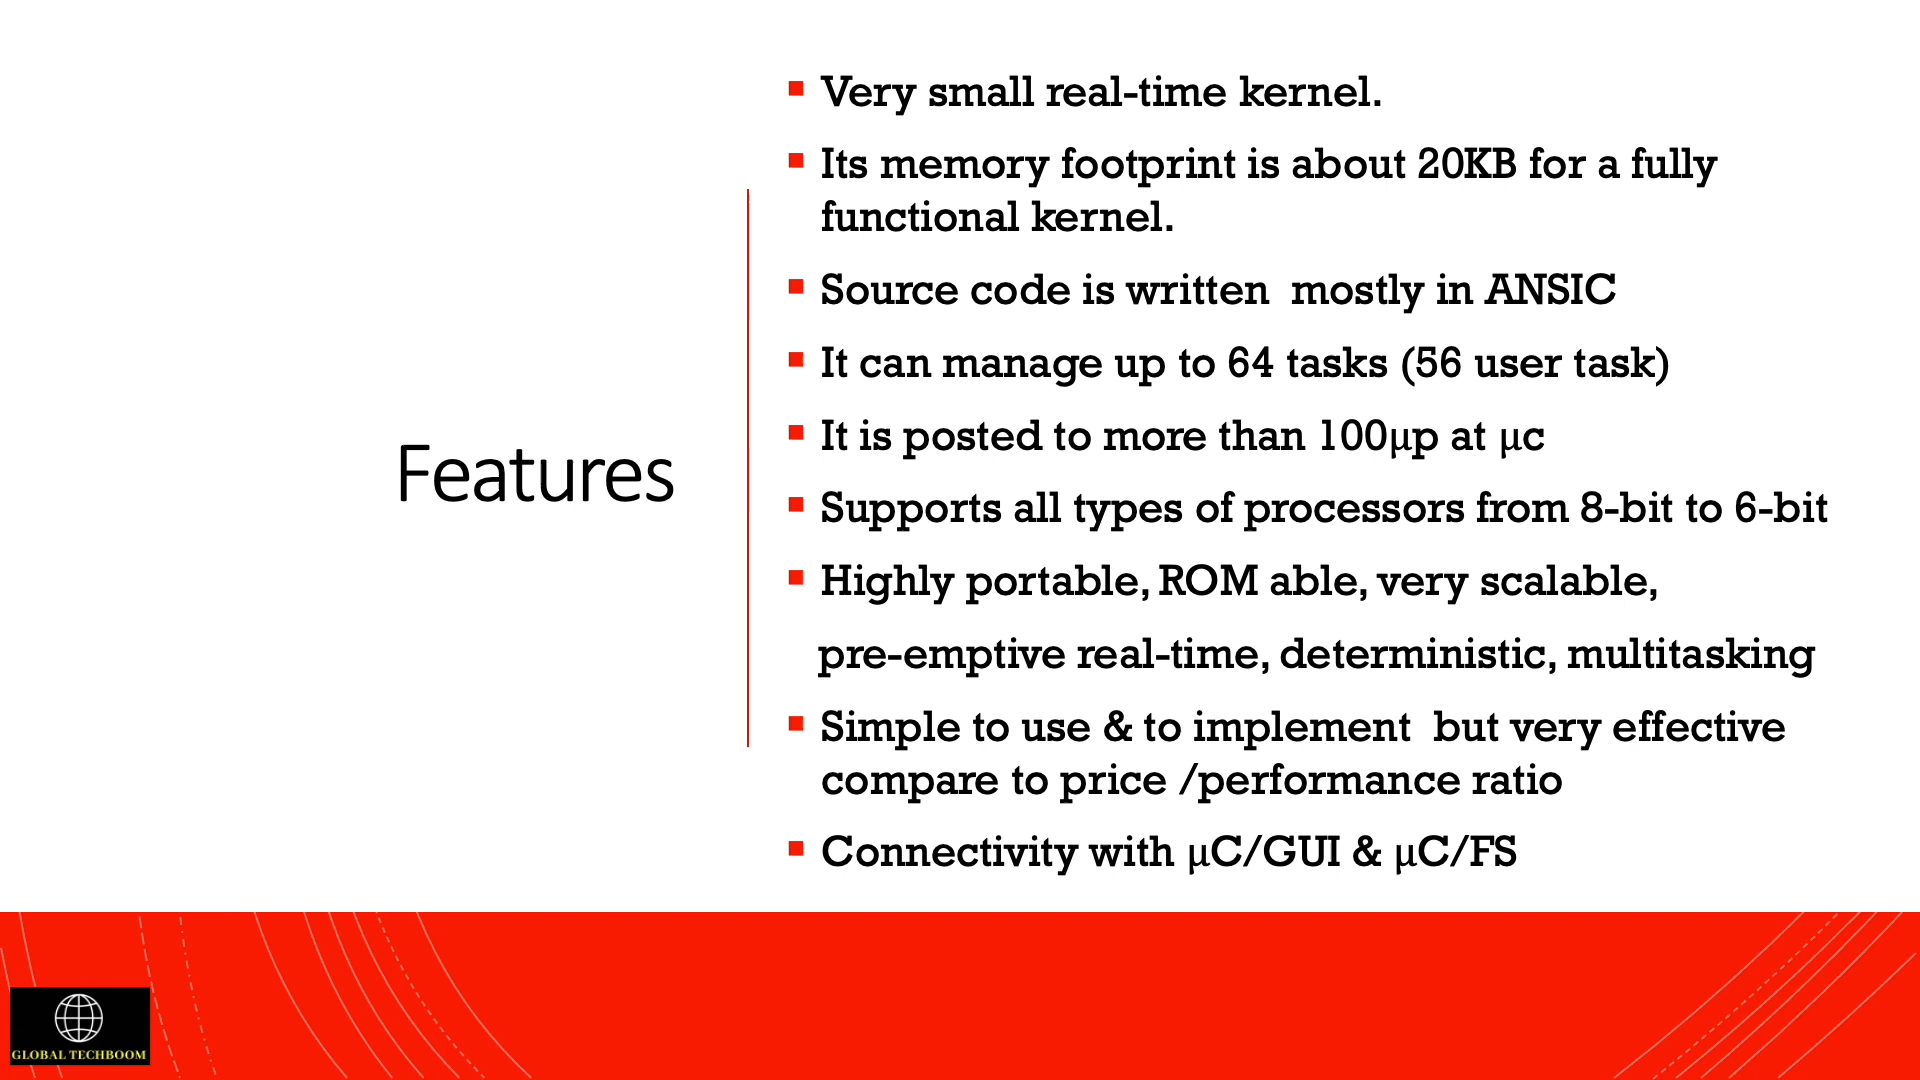 Features
Very small real-time kernel.
Its memory footprint is about 20KB for a fully
functional kernel.
Source code is written  mostly in ANSIC
It can manage up to 64 tasks (56 user task)
It is posted to more than 100μp at μc
Supports all types of processors from 8-bit to 6-bit
Highly portable, ROM able, very scalable,
pre-emptive real-time, deterministic, multitasking
Simple to use & to implement  but very effective
compare to price /performance ratio
Connectivity with μC/GUI & μC/FS
GLOBAL TECHBOOM